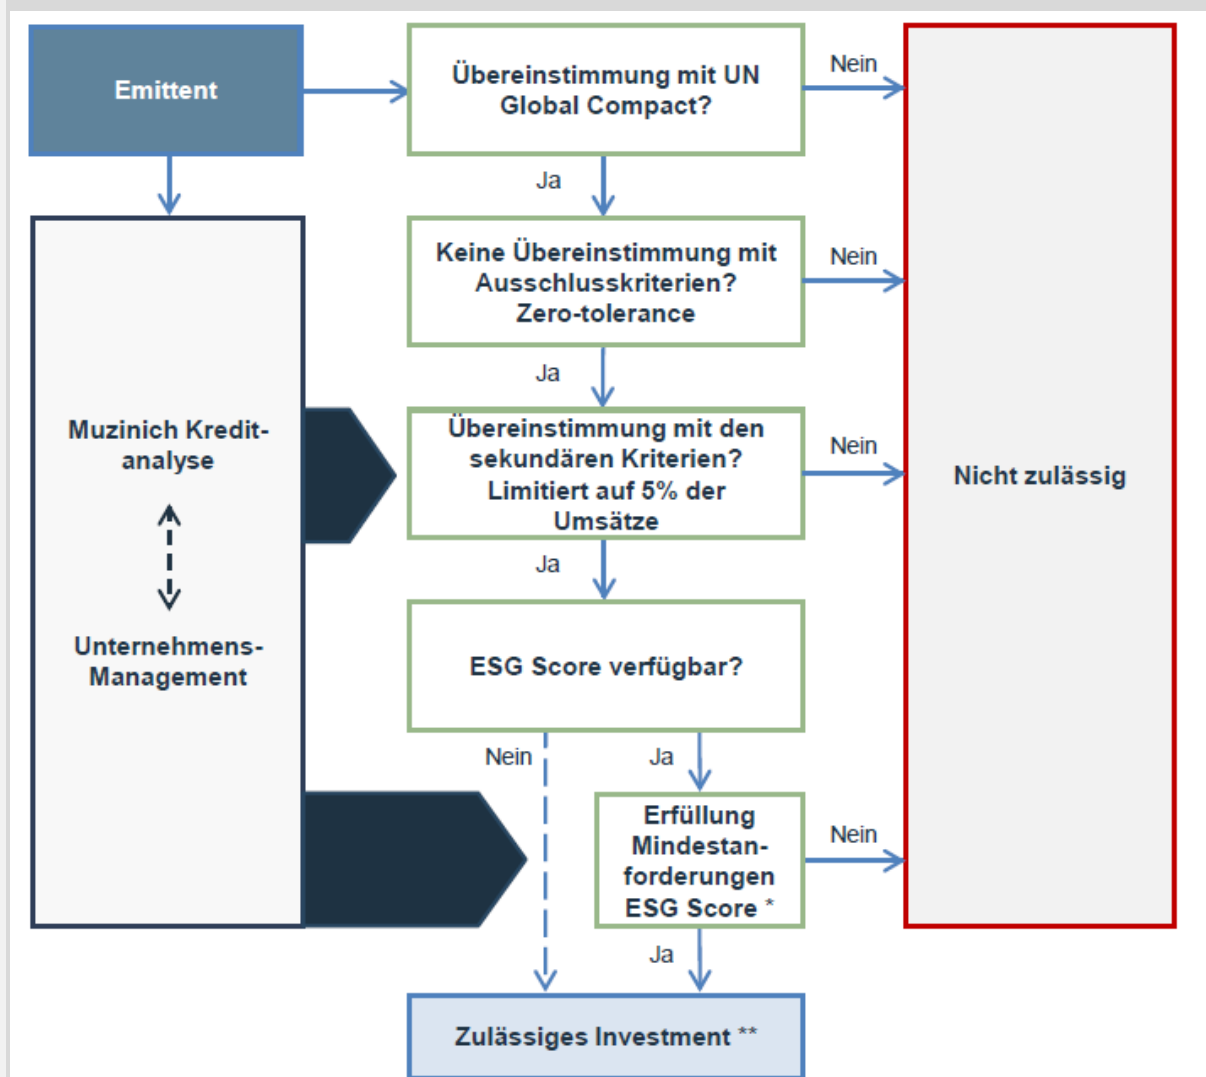 Emittent
Übereinstimmung mit UN
Global Compact?
Nein
Ja
Keine Übereinstimmung mit
Ausschlusskriterien?
Zero-tolerance
Nein
Ja
Muzinich Kredit-
analyse
Unternehmens-
Management
Übereinstimmung mit den
sekundären Kriterien?
Limitiert auf 5% der
Umsätze
Nein
Nicht zulässig
Ja
ESG Score verfügbar?
Nein
Ja
Erfüllung
Mindestan-
forderungen
ESG Score *
Nein
Ja
Zulässiges Investment **